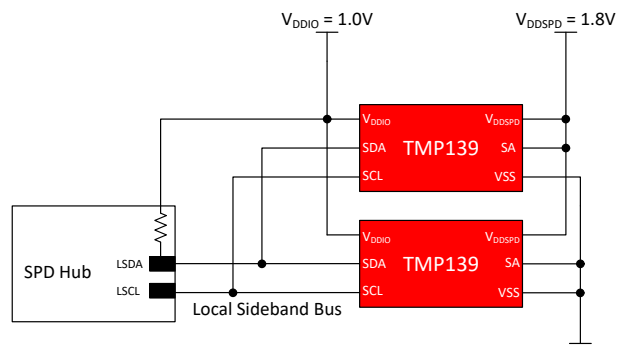 VDDIO = 1.0V
VDDSPD = 1.8V
VDDIO
VDDSPD
SDA
TMP139
SA
SCL
VSS
VDDIO
VDDSPD
SDA
TMP139
SA
SCL
VSS
SPD Hub
LSDA
LSCL
Local Sideband Bus